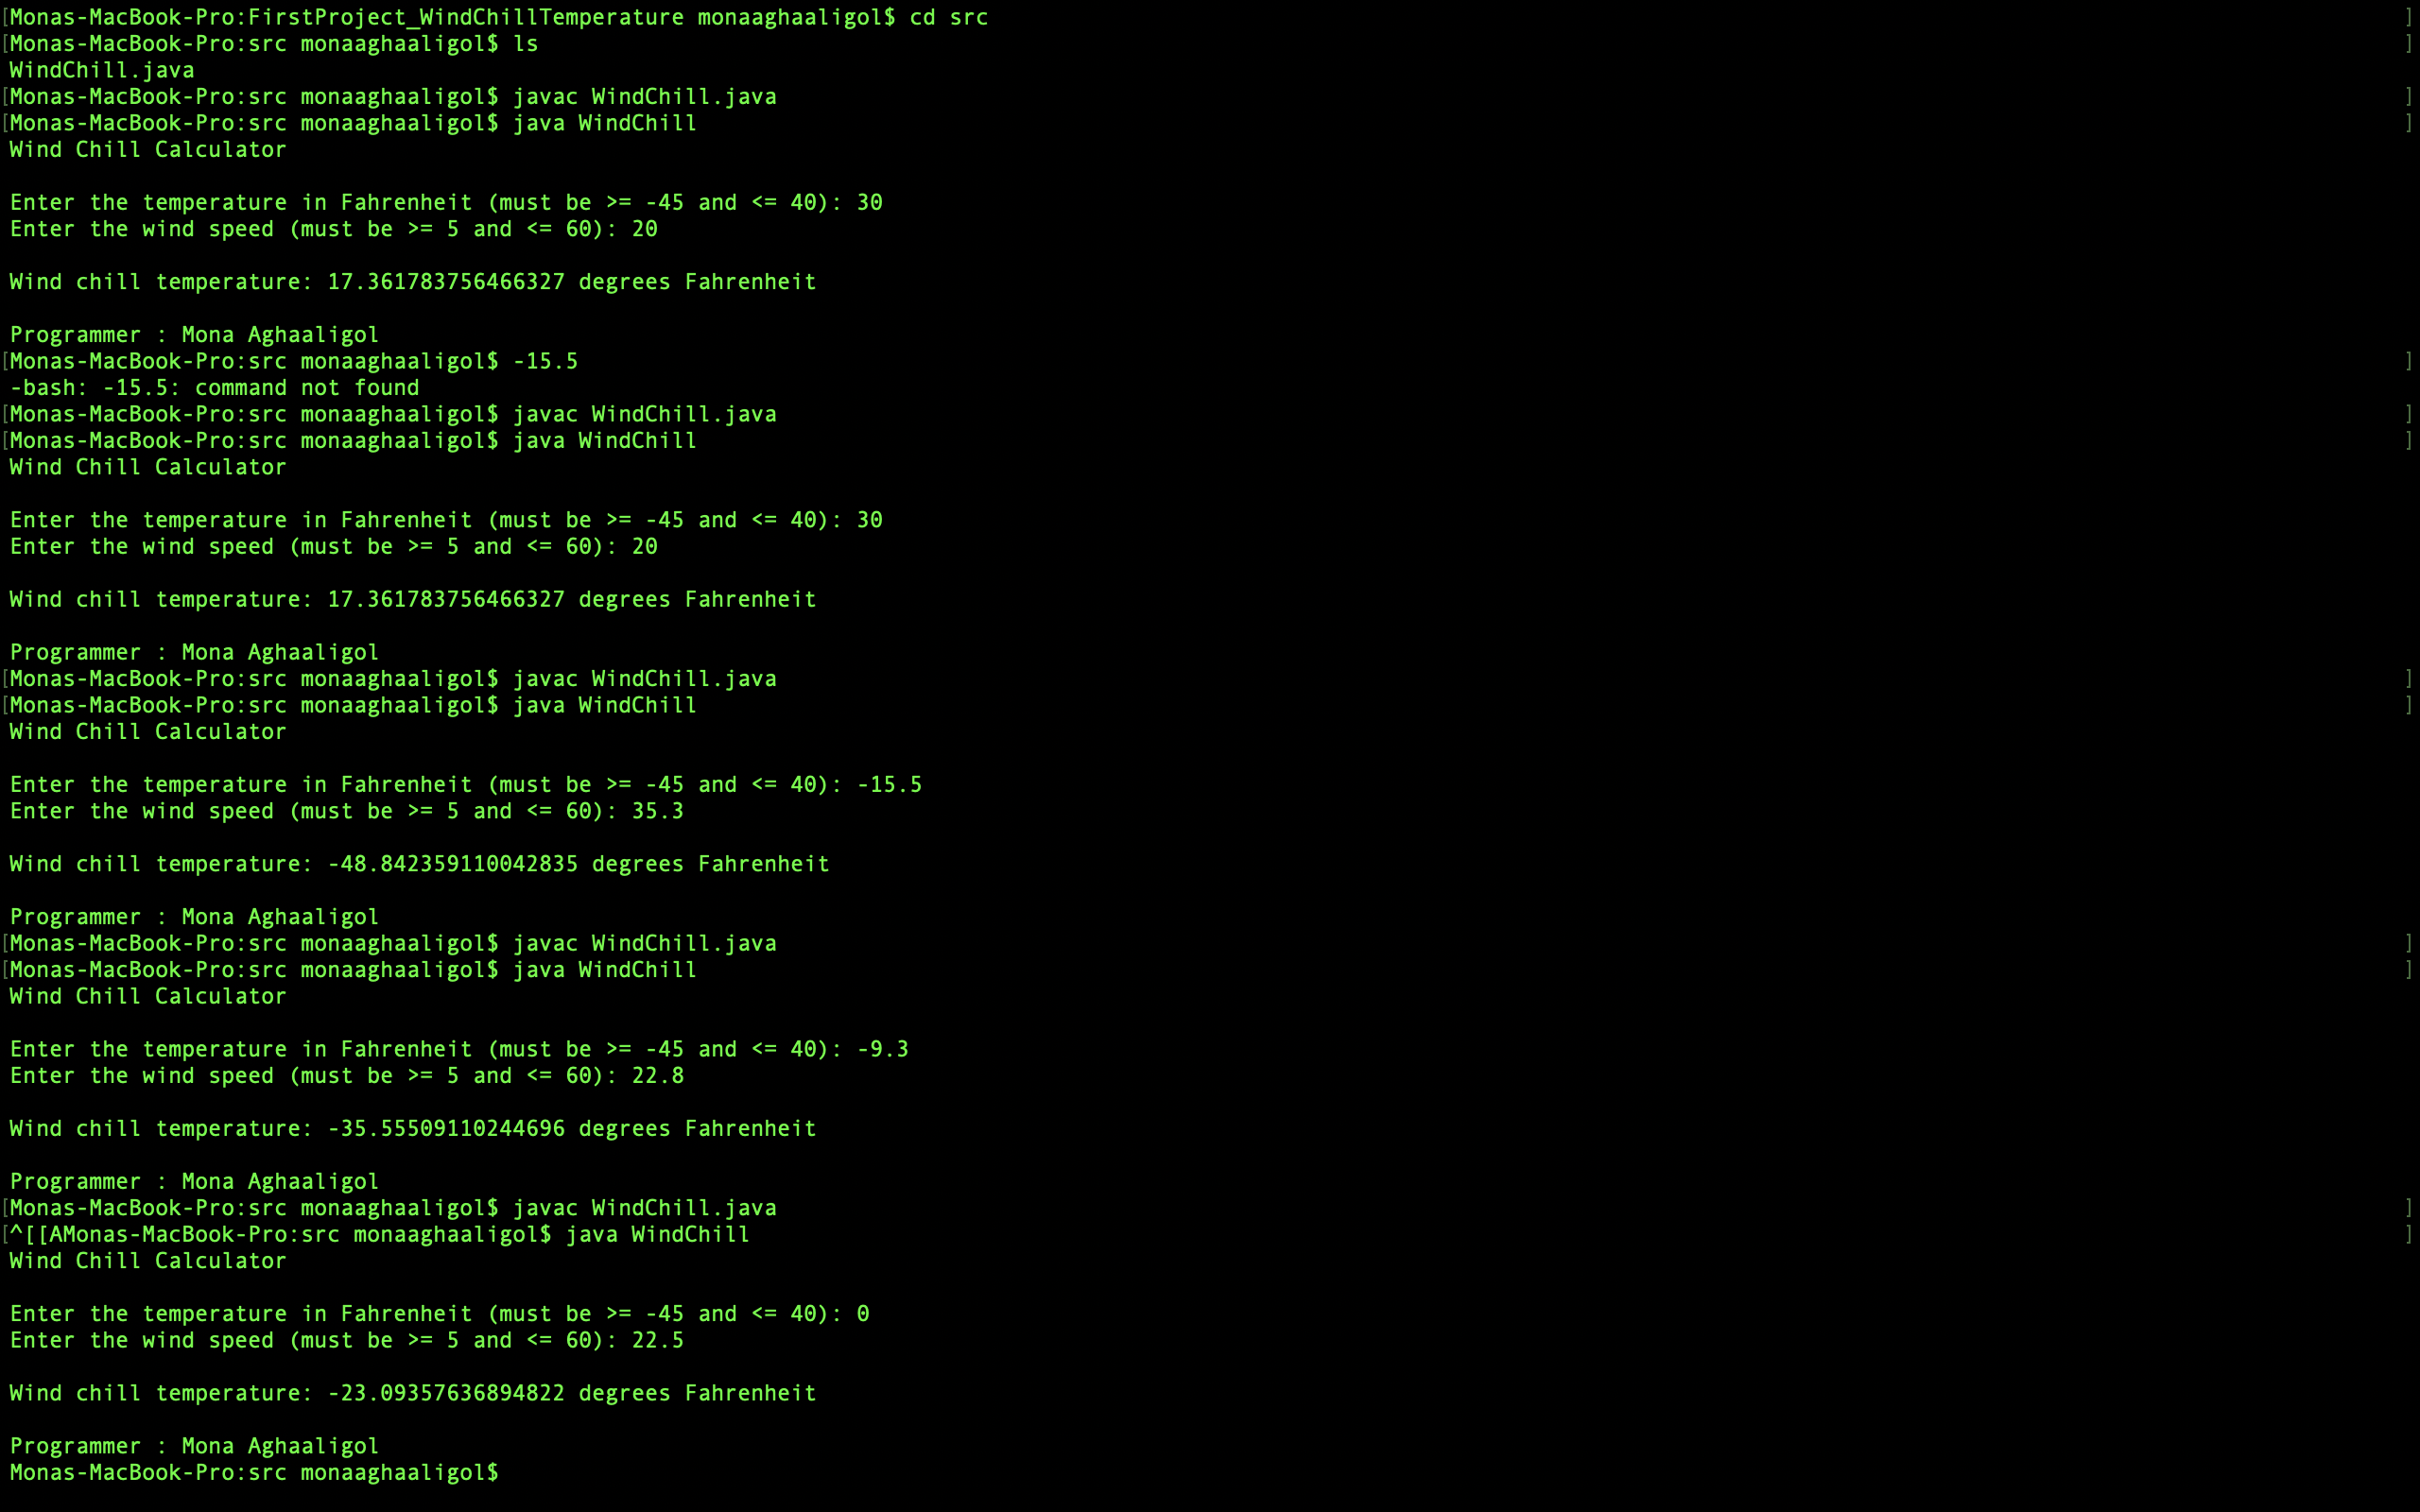 [Monas-MacBook-Pro:FirstProject_WindChillTemperature monaaghaaligol$ cd src ]
[Monas-MacBook-Pro:src monaaghaaligol$ ls ]
WindChill.java
[Monas-MacBook-Pro:src monaaghaaligol$ javac WindChill.java ]
[Monas-MacBook-Pro:src monaaghaaligol$ java WindChill ]
Wind Chill Calculator
Enter the temperature in Fahrenheit (must be >= -45 and <= 40): 30
Enter the wind speed (must be >= 5 and <= 60): 20
Wind chill temperature: 17.361783756466327 degrees Fahrenheit
Programmer : Mona Aghaaligol
[Monas-MacBook-Pro:src monaaghaaligol$ -15.5 ]
-bash: -15.5: command not found
[Monas-MacBook-Pro:src monaaghaaligol$ javac WindChill.java ]
[Monas-MacBook-Pro:src monaaghaaligol$ java WindChill ]
Wind Chill Calculator
Enter the temperature in Fahrenheit (must be >= -45 and <= 40): 30
Enter the wind speed (must be >= 5 and <= 60): 20
Wind chill temperature: 17.361783756466327 degrees Fahrenheit
Programmer : Mona Aghaaligol
[Monas-MacBook-Pro:src monaaghaaligol$ javac WindChill.java ]
[Monas-MacBook-Pro:src monaaghaaligol$ java WindChill ]
Wind Chill Calculator
Enter the temperature in Fahrenheit (must be >= -45 and <= 40): -15.5
Enter the wind speed (must be >= 5 and <= 60): 35.3
Wind chill temperature: -48.842359110042835 degrees Fahrenheit
Programmer : Mona Aghaaligol
[Monas-MacBook-Pro:src monaaghaaligol$ javac WindChill.java ]
[Monas-MacBook-Pro:src monaaghaaligol$ java WindChill ]
Wind Chill Calculator
Enter the temperature in Fahrenheit (must be >= -45 and <= 40): -9.3
Enter the wind speed (must be >= 5 and <= 60): 22.8
Wind chill temperature: -35.55509110244696 degrees Fahrenheit
Programmer : Mona Aghaaligol
[Monas-MacBook-Pro:src monaaghaaligol$ javac WindChill.java ]
[^[[AMonas-MacBook-Pro:src monaaghaaligol$ java WindChill ]
Wind Chill Calculator
Enter the temperature in Fahrenheit (must be >= -45 and <= 40): 0
Enter the wind speed (must be >= 5 and <= 60): 22.5
Wind chill temperature: -23.09357636894822 degrees Fahrenheit
Programmer : Mona Aghaaligol
Monas-MacBook-Pro:src monaaghaaligol$